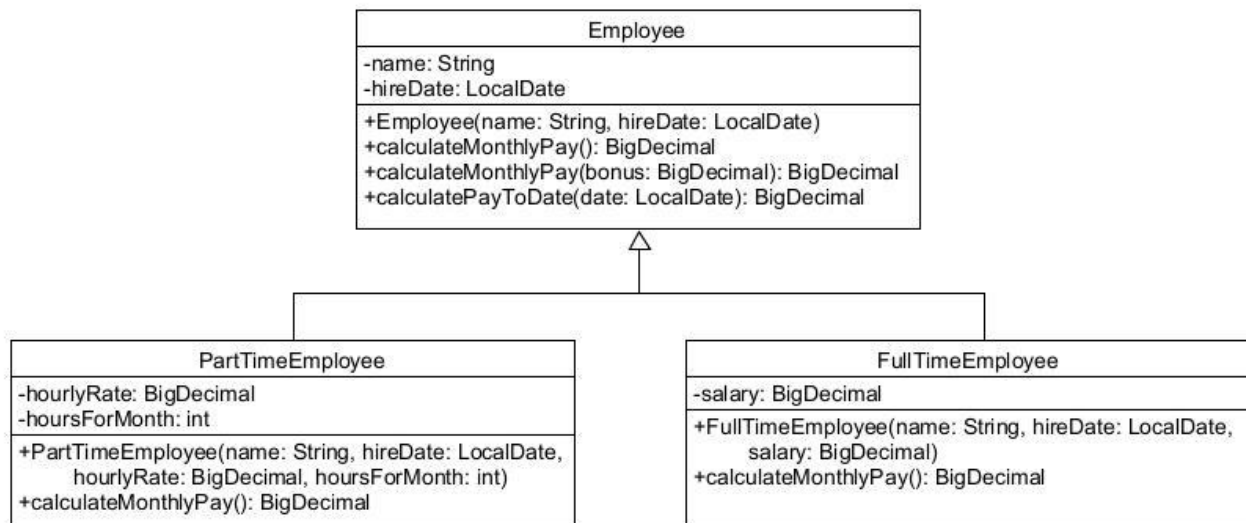 Employee
-name: String
-hireDate: LocalDate
+Employee(name: String, hireDate: LocalDate)
+calculateMonthlyPay(): BigDecimal
+calculateMonthlyPay(bonus: BigDecimal): BigDecimal
+calculatePayToDate(date: LocalDate): BigDecimal
PartTimeEmployee
-hourlyRate: BigDecimal
-hoursForMonth: int
+PartTimeEmployee(name: String, hireDate: LocalDate,
hourlyRate: BigDecimal, hoursForMonth: int)
+calculateMonthlyPay(): BigDecimal
FullTimeEmployee
-salary: BigDecimal
+FullTimeEmployee(name: String, hireDate: LocalDate,
salary: BigDecimal)
+calculateMonthlyPay(): BigDecimal